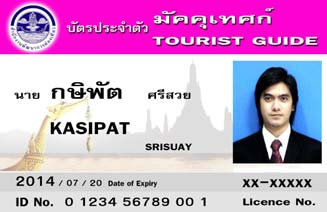 บัตรประจำตัว มัคคุเทศก์
TOURIST GUIDE
นาย กษิพัต ศรีสวย
KASIPAT
SRISUAY
2014 / 07 / 20 Date of Expiry
XX-XXXXX
ID No. 0 1234 56789 00 1
Licence No.